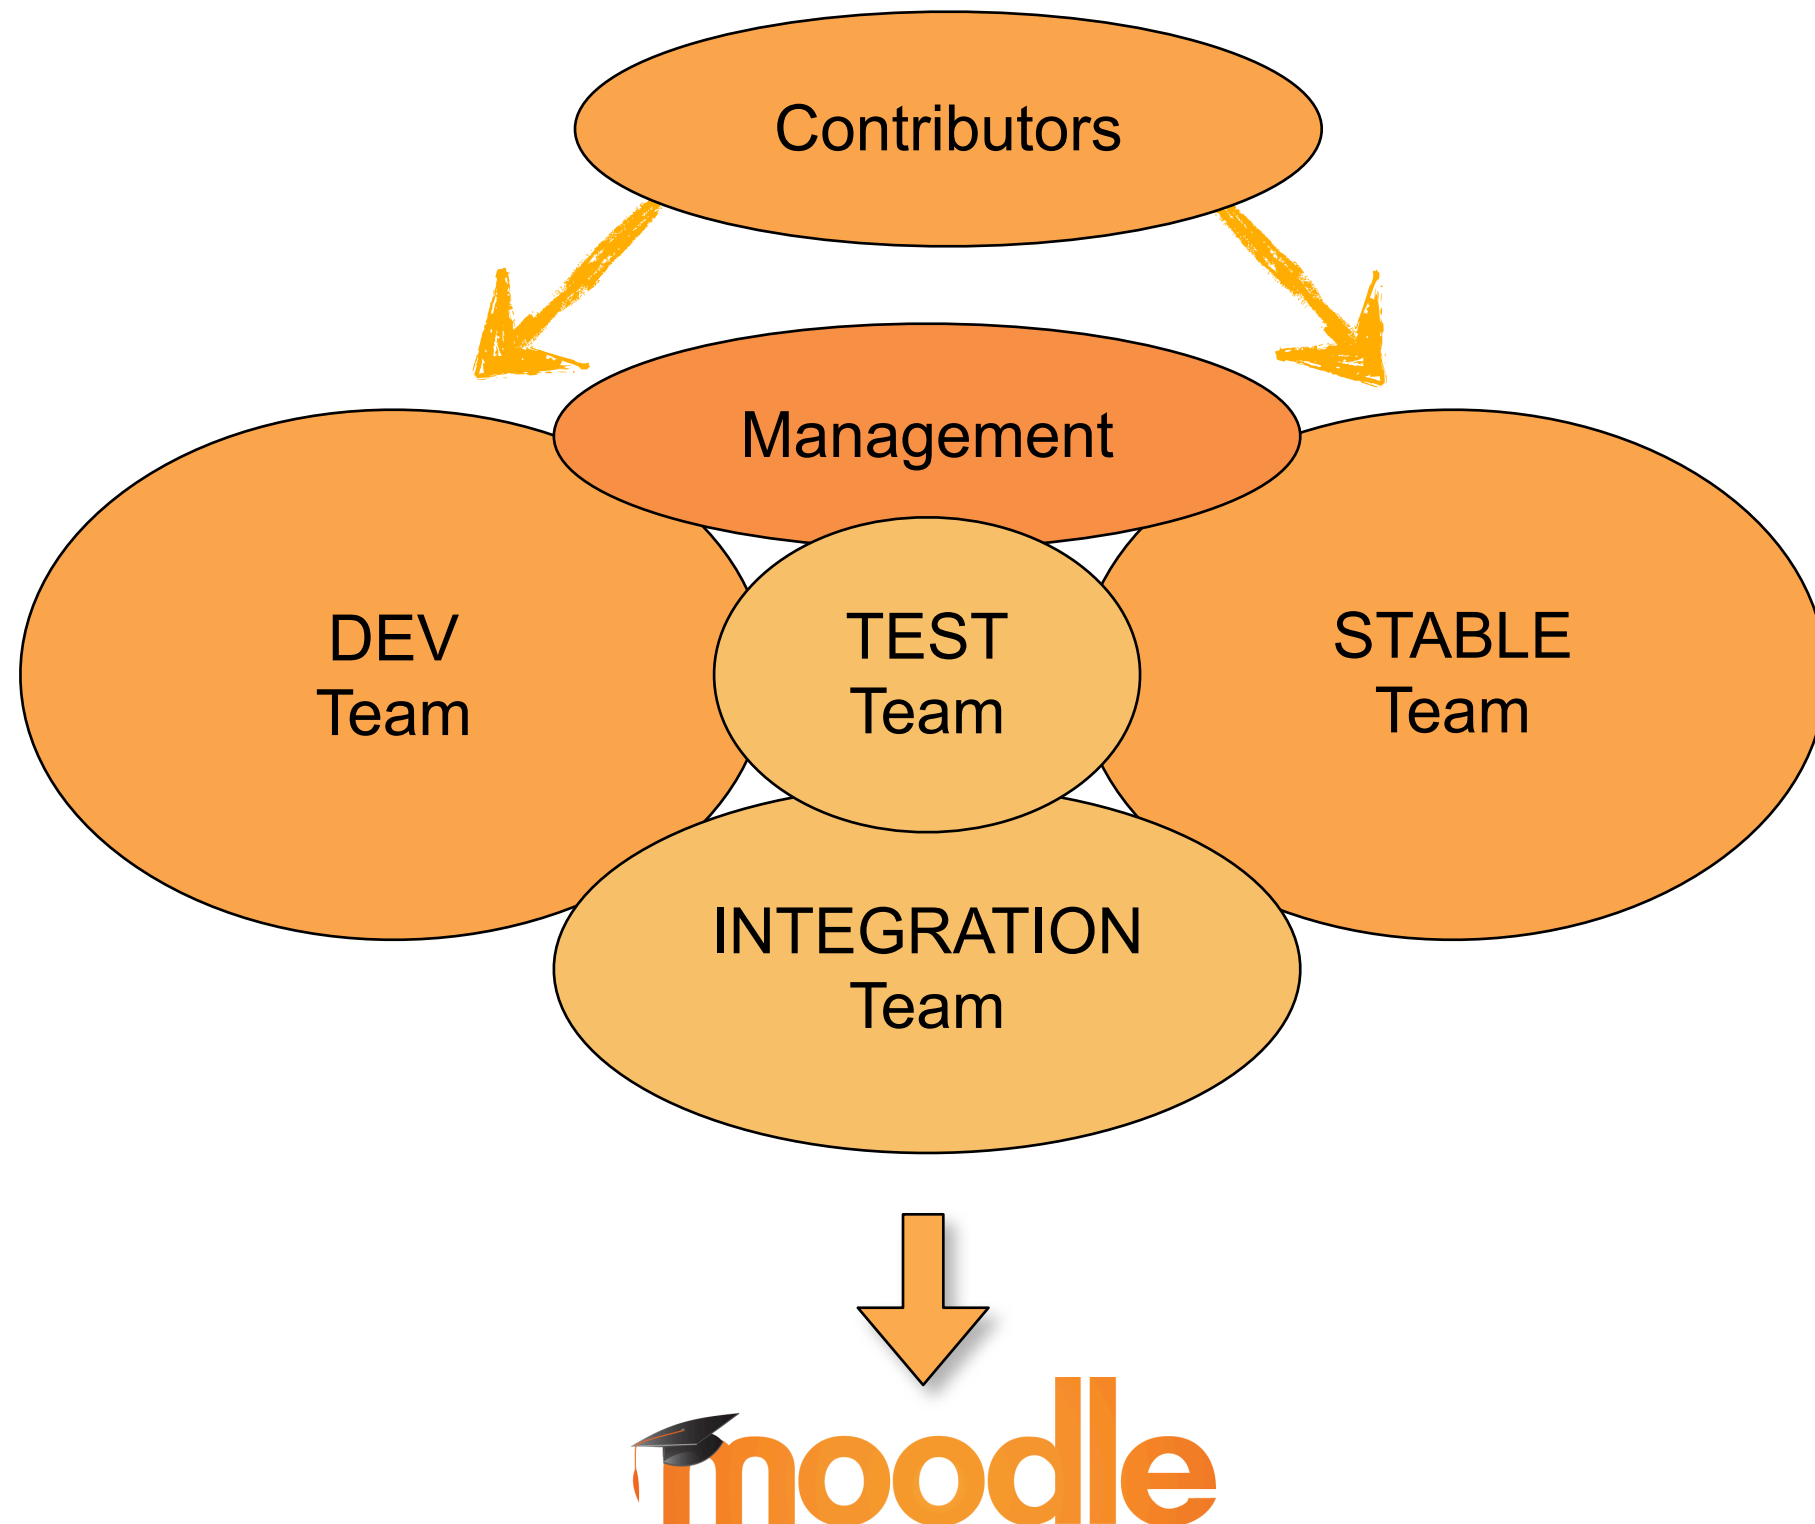 Contributors
Management
DEV
Team
TEST
Team
STABLE
Team
INTEGRATION
Team
moodle